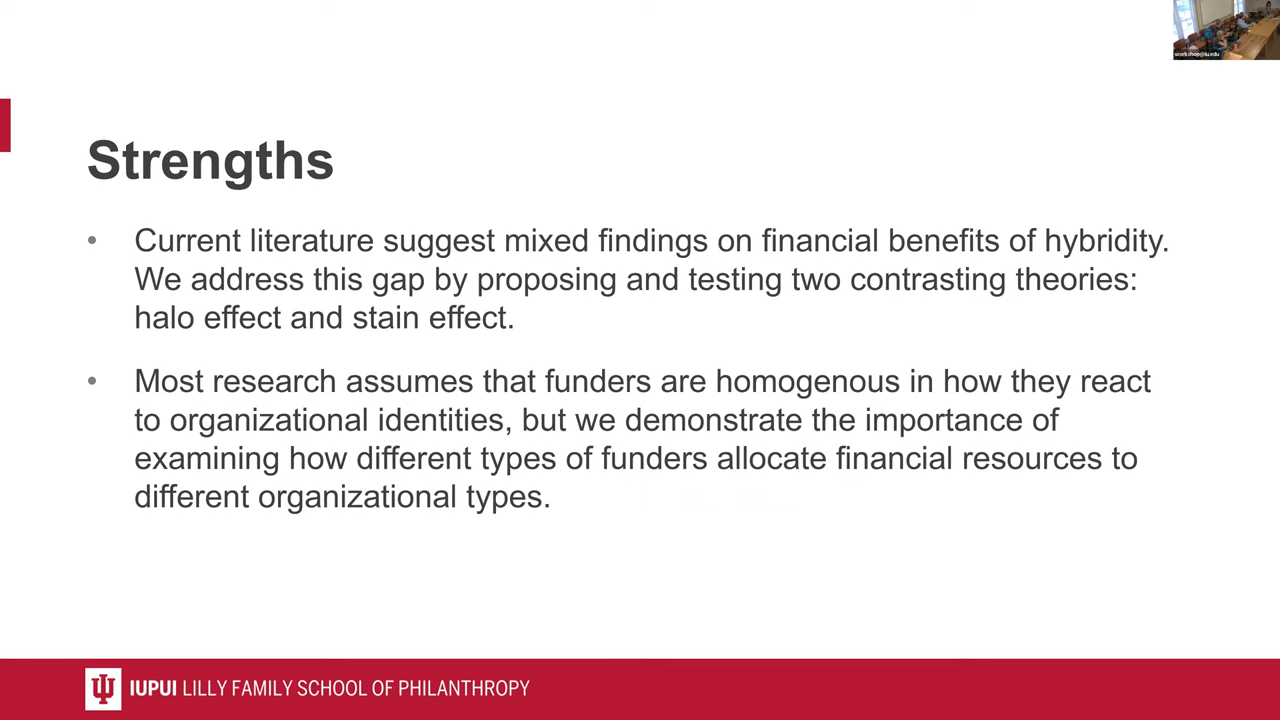 workshop@iu.edu
Strengths
• Current literature suggest mixed findings on financial benefits of hybridity.
We address this gap by proposing and testing two contrasting theories:
halo effect and stain effect.
• Most research assumes that funders are homogenous in how they react
to organizational identities, but we demonstrate the importance of
examining how different types of funders allocate financial resources to
different organizational types.
IUPUI LILLY FAMILY SCHOOL OF PHILANTHROPY